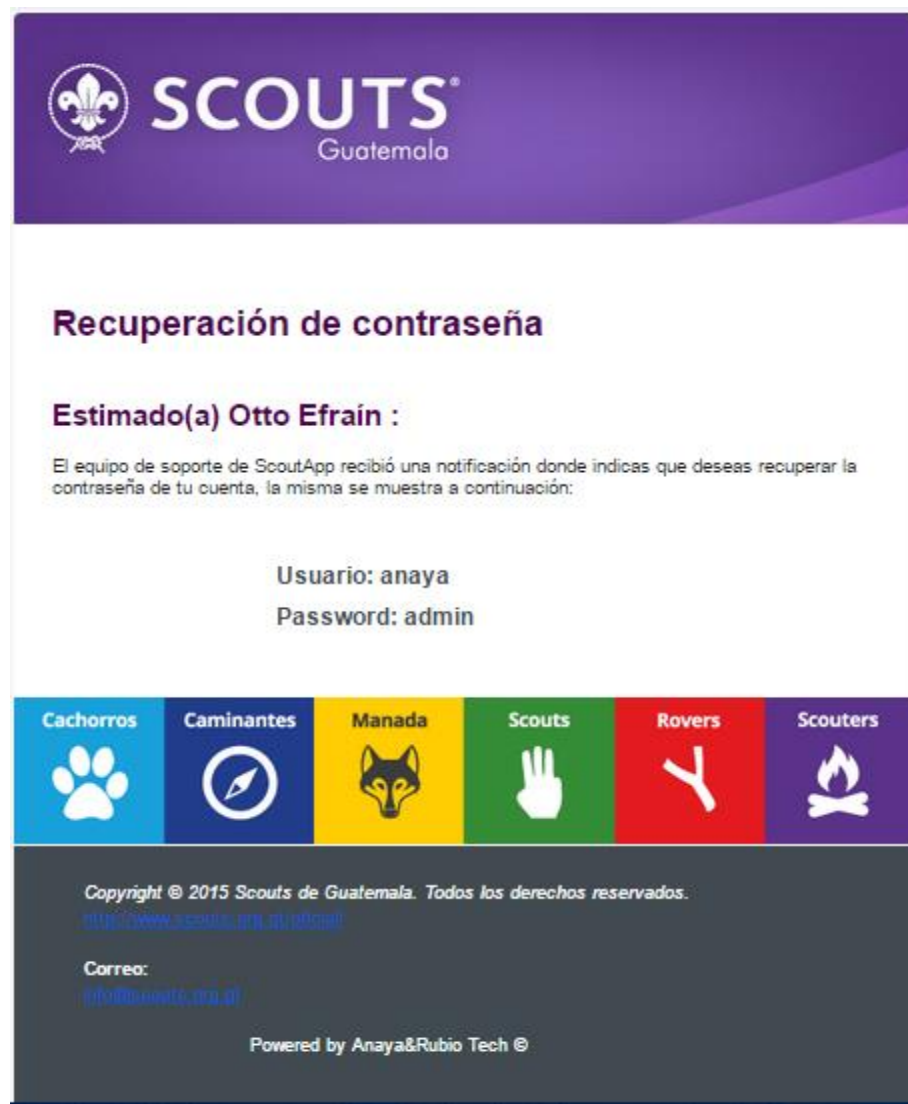 SCOUTS®
Guatemala
Recuperación de contraseña
Estimado(a) Otto Efraín :
El equipo de soporte de ScoutApp recibió una notificación donde indicas que deseas recuperar la
contraseña de tu cuenta, la misma se muestra a continuación:
Usuario: anaya
Password: admin
Cachorros Caminantes Manada Scouts Rovers Scouters
Copyright © 2015 Scouts de Guatemala. Todos los derechos reservados.
Correo:
Powered by Anaya&Rubio Tech ©